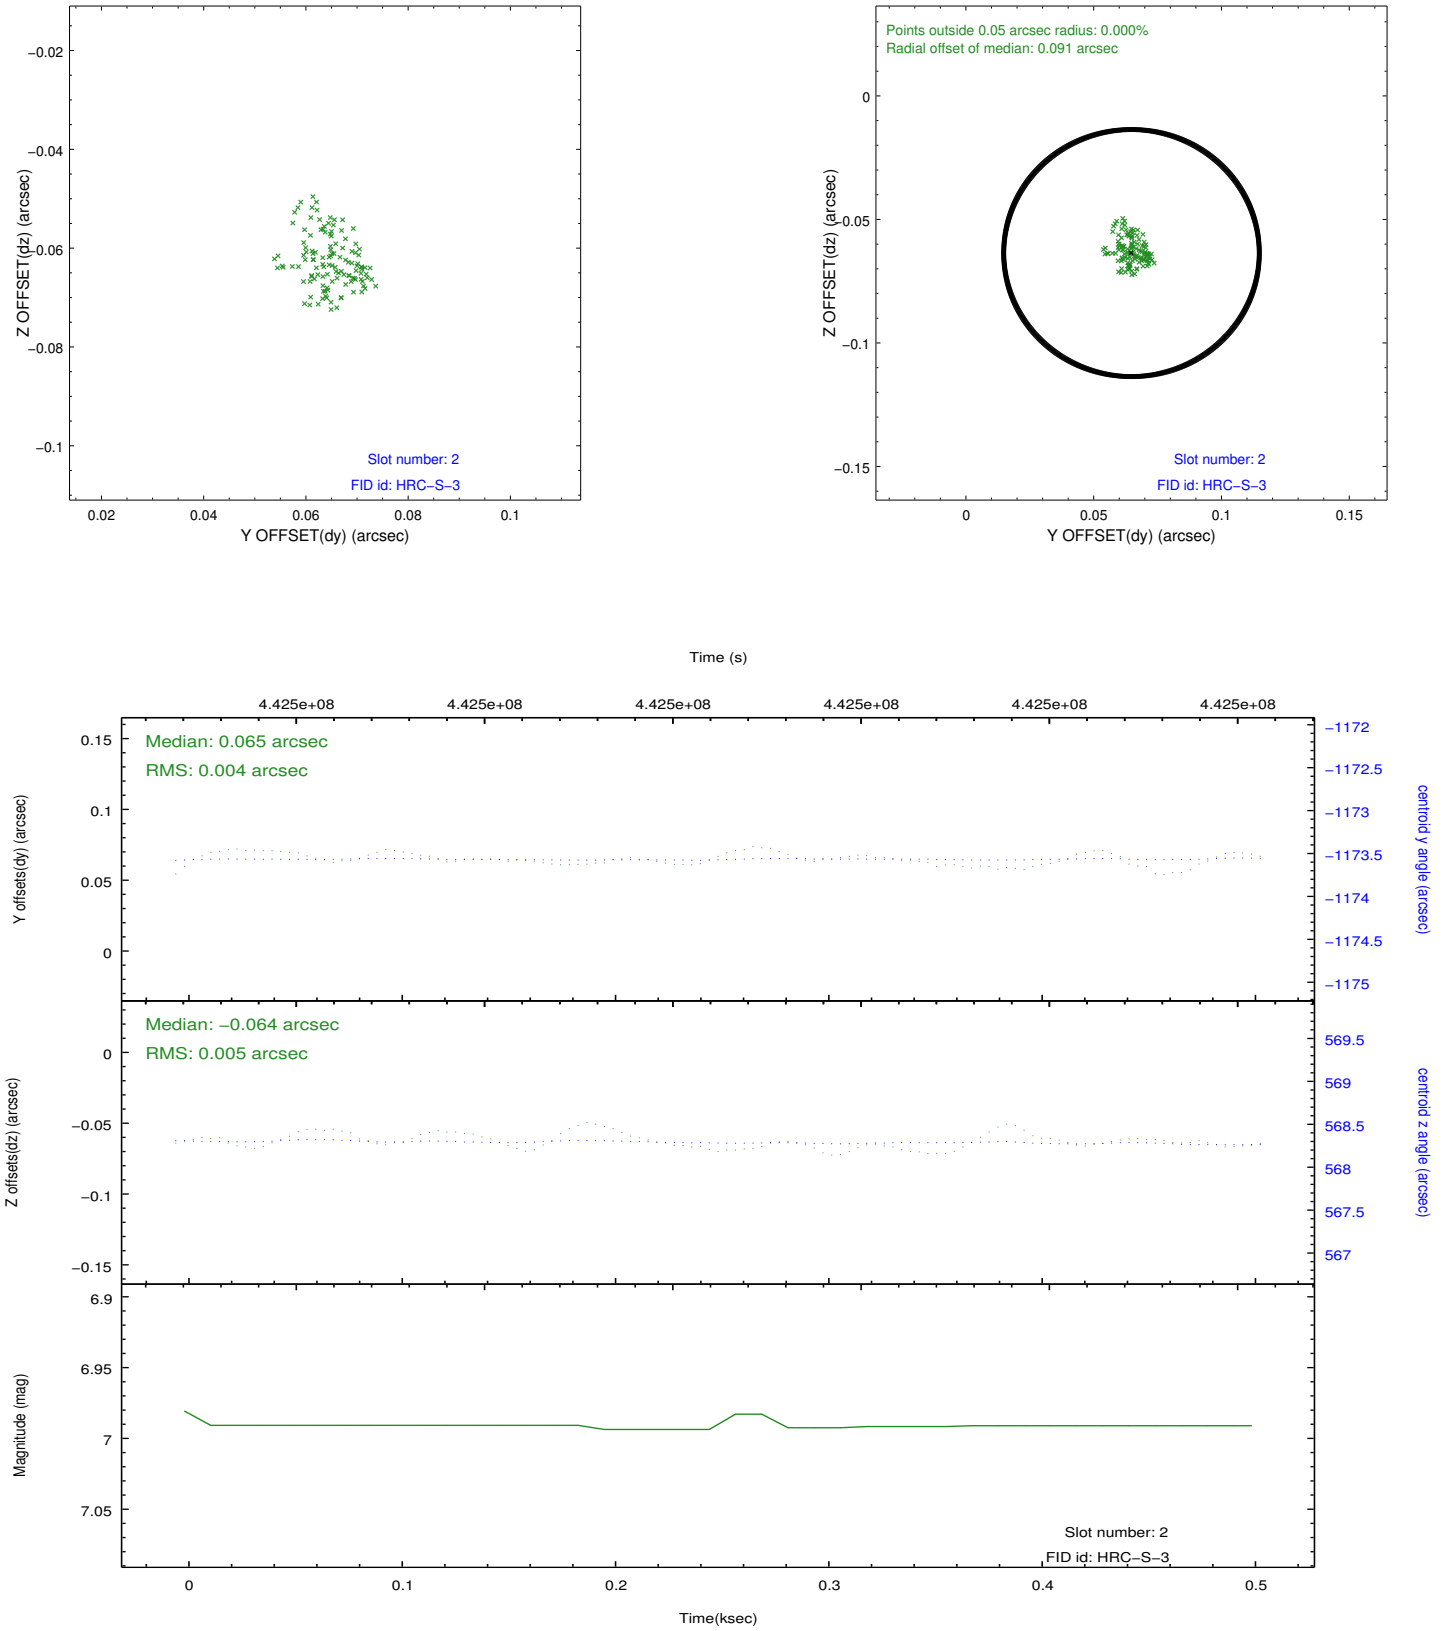 −0.02
−0.04
−0.06
−0.08
−0.1
Z OFFSET(dz) (arcsec)
Slot number: 2
FID id: HRC−S−3
0.02 0.04 0.06 0.08 0.1
Y OFFSET(dy) (arcsec)
Points outside 0.05 arcsec radius: 0.000%
Radial offset of median: 0.091 arcsec
0
−0.05
−0.1
−0.15
Z OFFSET(dz) (arcsec)
Slot number: 2
FID id: HRC−S−3
0 0.05 0.1 0.15
Y OFFSET(dy) (arcsec)
Time (s)
4.425e+08 4.425e+08 4.425e+08 4.425e+08 4.425e+08 4.425e+08
Median: 0.065 arcsec
RMS: 0.004 arcsec
0.15
0.1
0.05
0
Y offsets(dy) (arcsec)
−1172
−1172.5
−1173
−1173.5
−1174
−1174.5
−1175
centroid y angle (arcsec)
Median: −0.064 arcsec
RMS: 0.005 arcsec
0
−0.05
−0.1
−0.15
Z offsets(dz) (arcsec)
569.5
569
568.5
568
567.5
567
centroid z angle (arcsec)
6.9
6.95
7
7.05
Magnitude (mag)
Slot number: 2
FID id: HRC−S−3
0 0.1 0.2 0.3 0.4 0.5
Time(ksec)